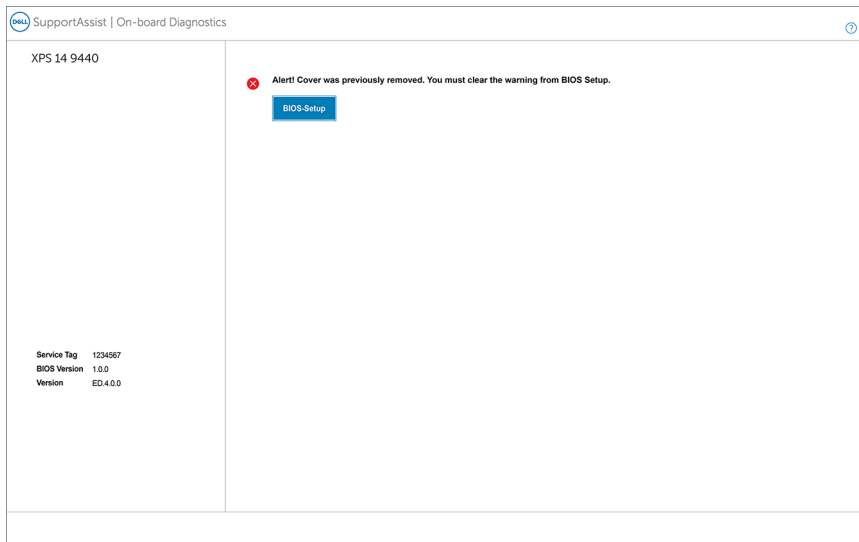 DELL SupportAssist | On-board Diagnostics
?
XPS 14 9440
Alert! Cover was previously removed. You must clear the warning from BIOS Setup.
BIOS-Setup
Service Tag 1234567
BIOS Version 1.0.0
Version ED.4.0.0